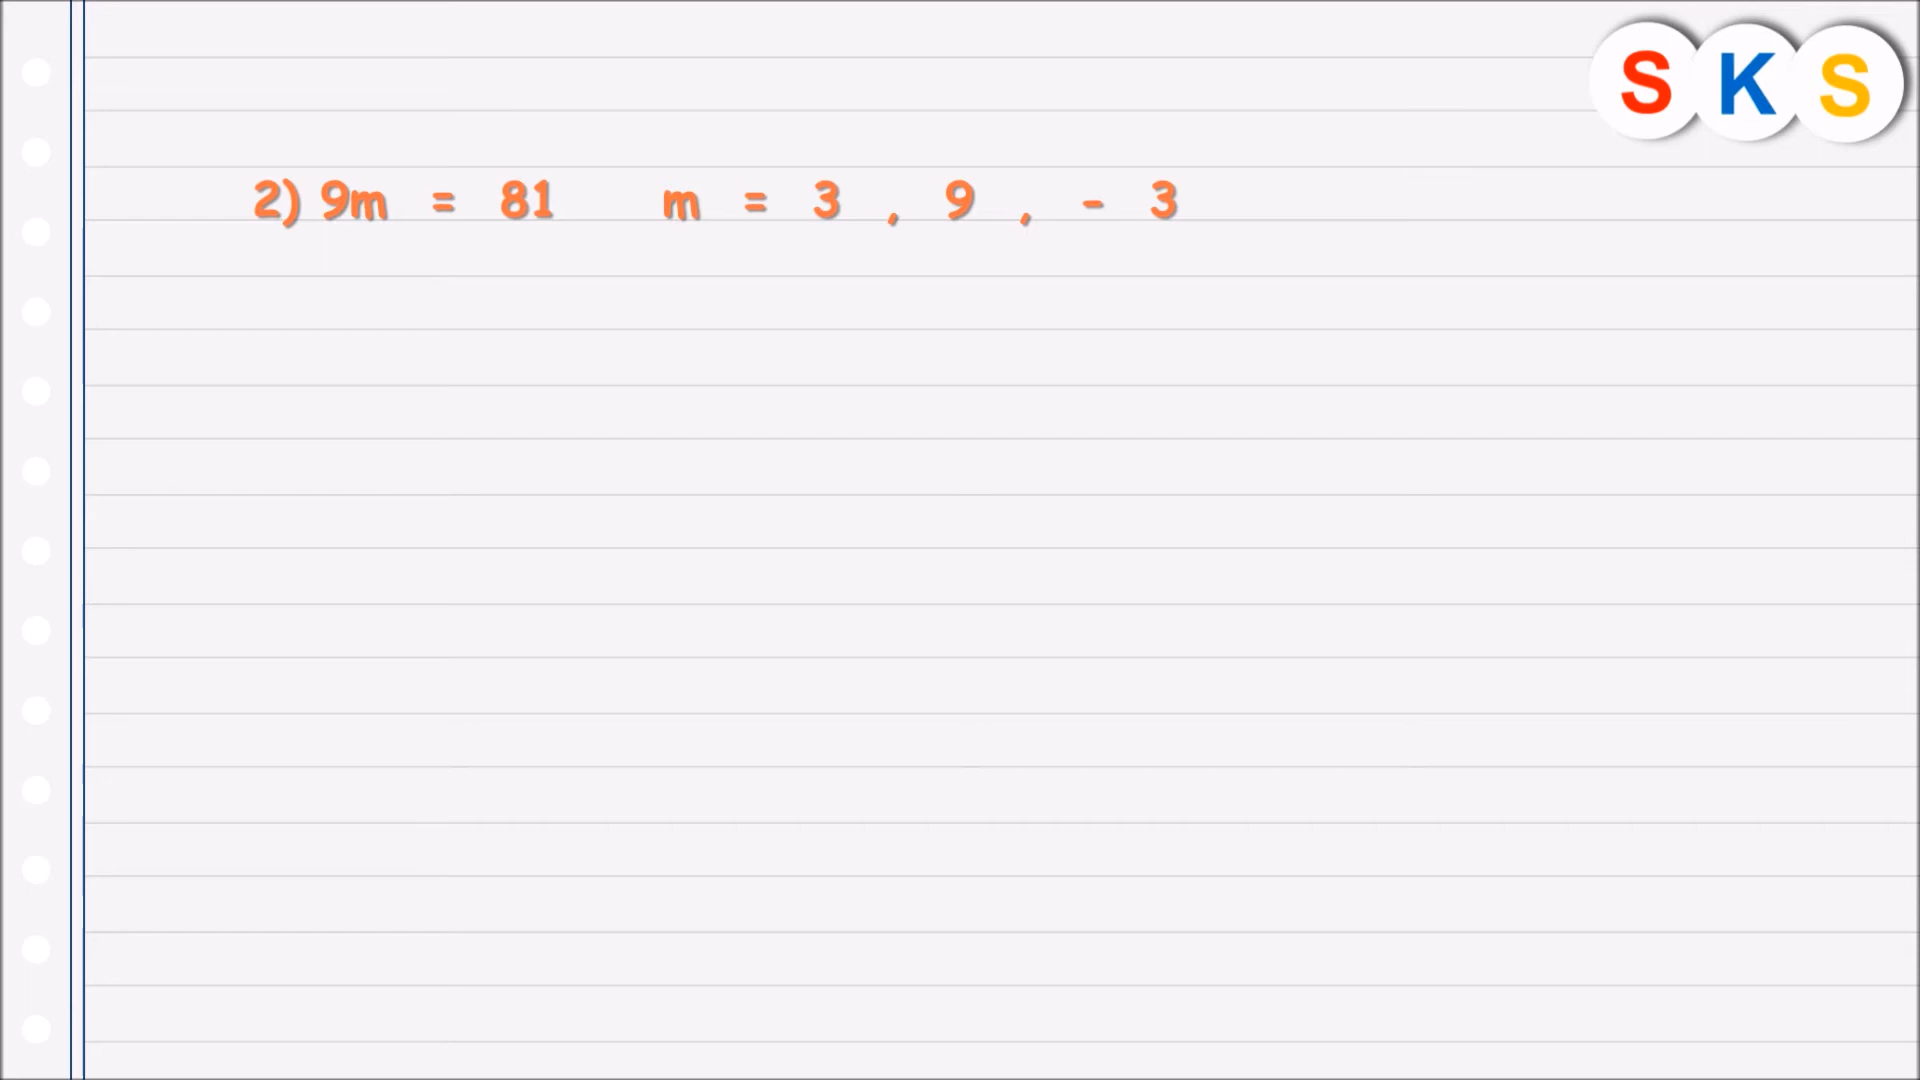 SKS
2) 9m = 81 m = 3 , 9 , - 3